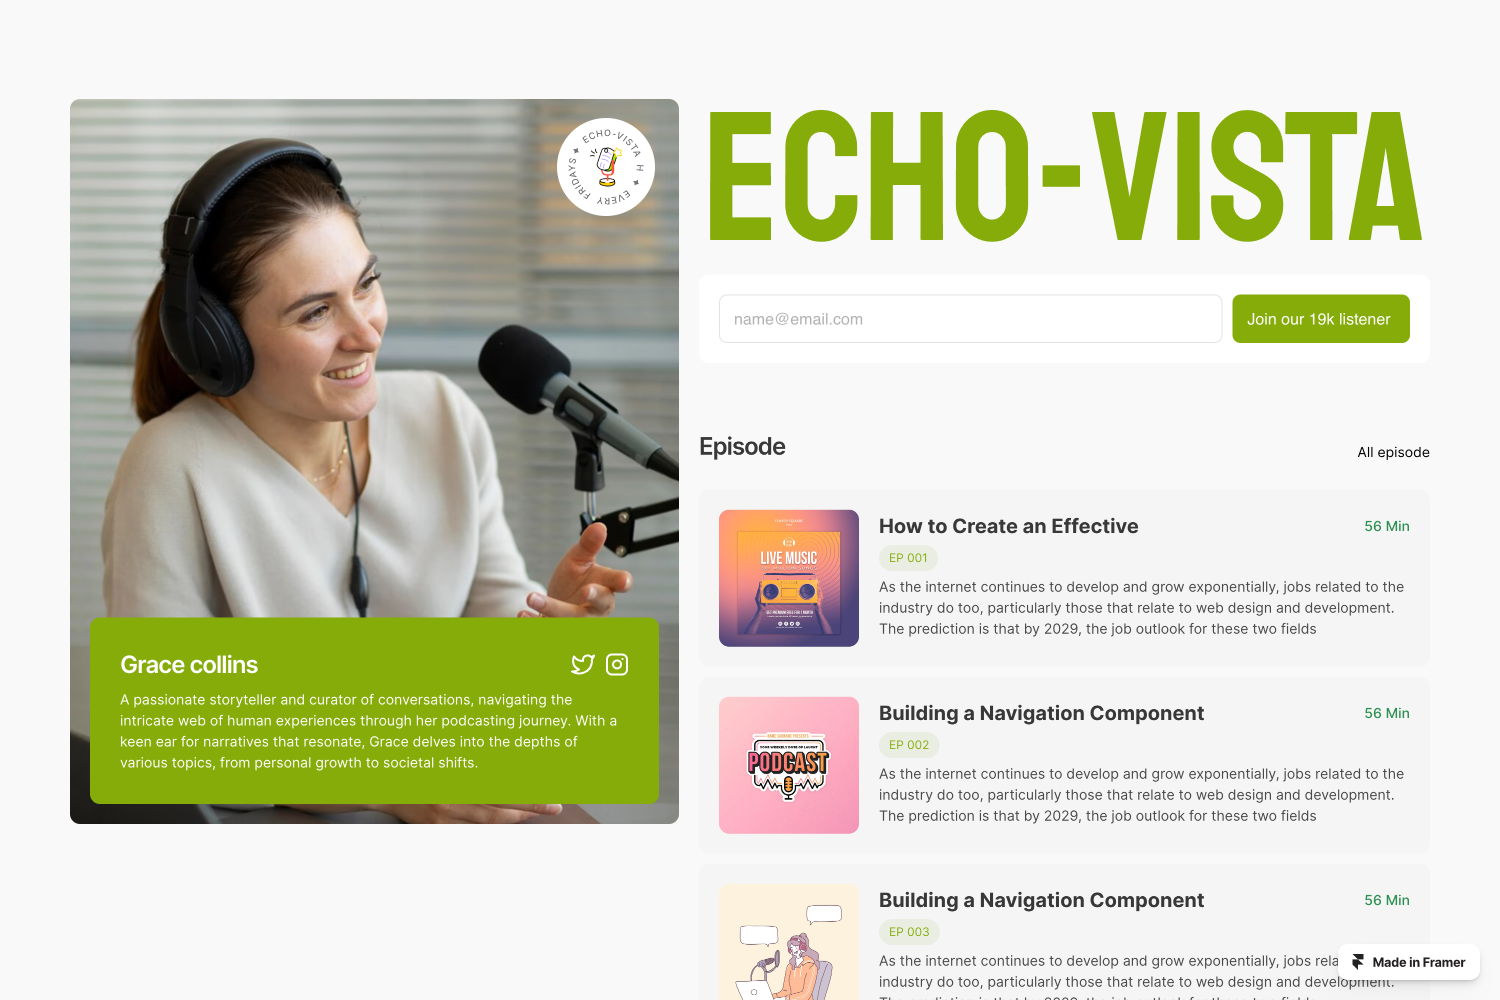 ECHO-VISTA H ✦ EVERY FRIDAYS ✦
Grace collins
A passionate storyteller and curator of conversations, navigating the
intricate web of human experiences through her podcasting journey. With a
keen ear for narratives that resonate, Grace delves into the depths of
various topics, from personal growth to societal shifts.
ECHO-VISTA
name@email.com
Join our 19k listener
Episode
All episode
LIVE MUSIC
How to Create an Effective
56 Min
EP 001
As the internet continues to develop and grow exponentially, jobs related to the
industry do too, particularly those that relate to web design and development.
The prediction is that by 2029, the job outlook for these two fields
YOUR WEEKLY DOSE OF LAUGHT
PODCAST
Building a Navigation Component
56 Min
EP 002
As the internet continues to develop and grow exponentially, jobs related to the
industry do too, particularly those that relate to web design and development.
The prediction is that by 2029, the job outlook for these two fields
Building a Navigation Component
56 Min
EP 003
As the internet continues to develop and grow exponentially, jobs rela
industry do too, particularly those that relate to web design and development.
Made in Framer